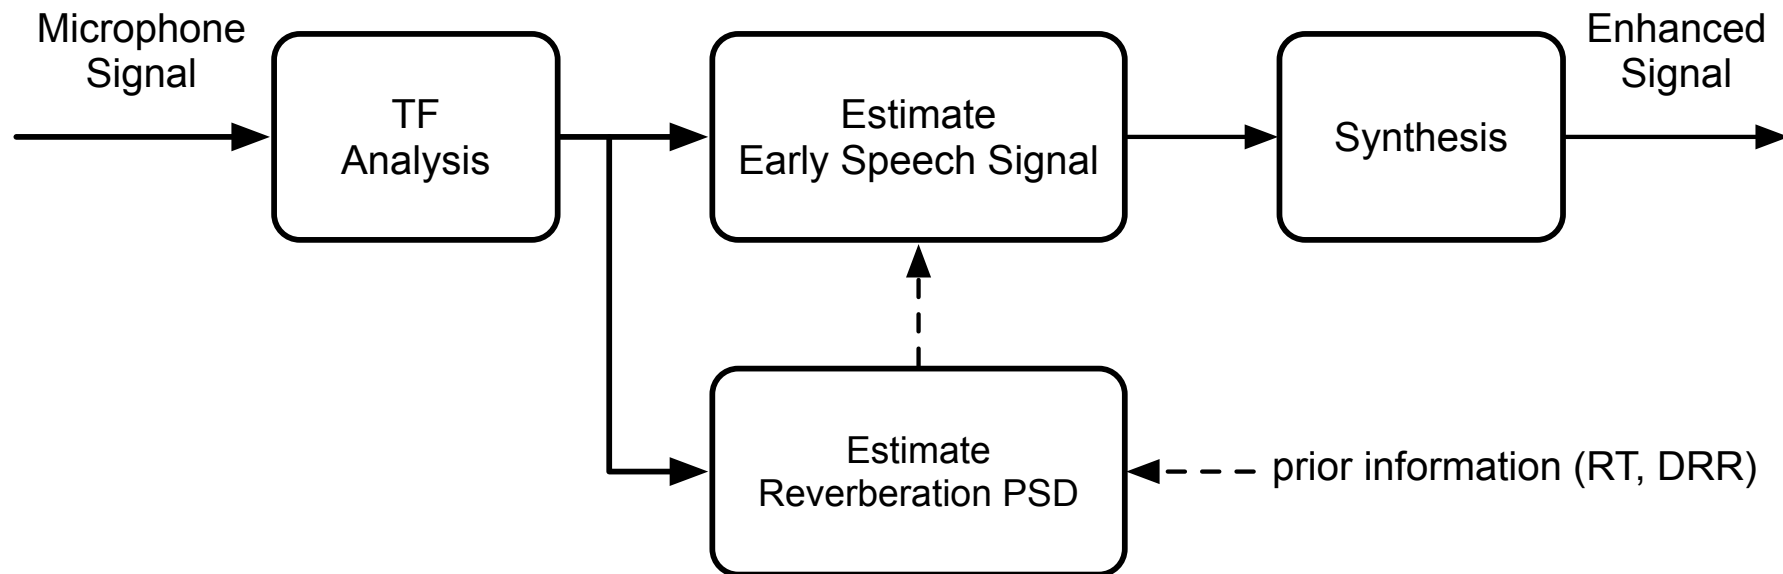 Microphone
Signal
TF
Analysis
Estimate
Early Speech Signal
Synthesis
Enhanced
Signal
Estimate
Reverberation PSD
prior information (RT, DRR)